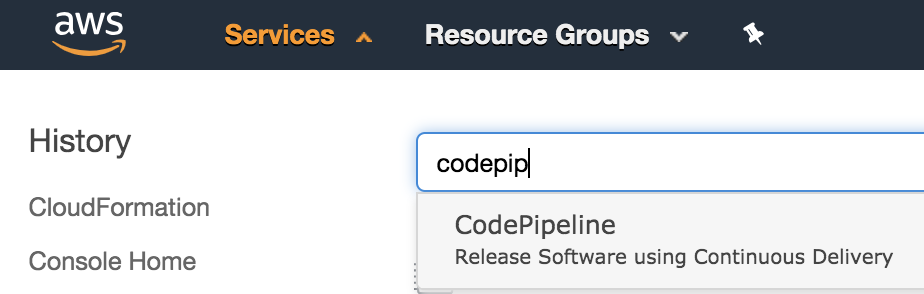 aws
Services
Resource Groups
History
codepip
CloudFormation
CodePipeline
Release Software using Continuous Delivery
Console Home